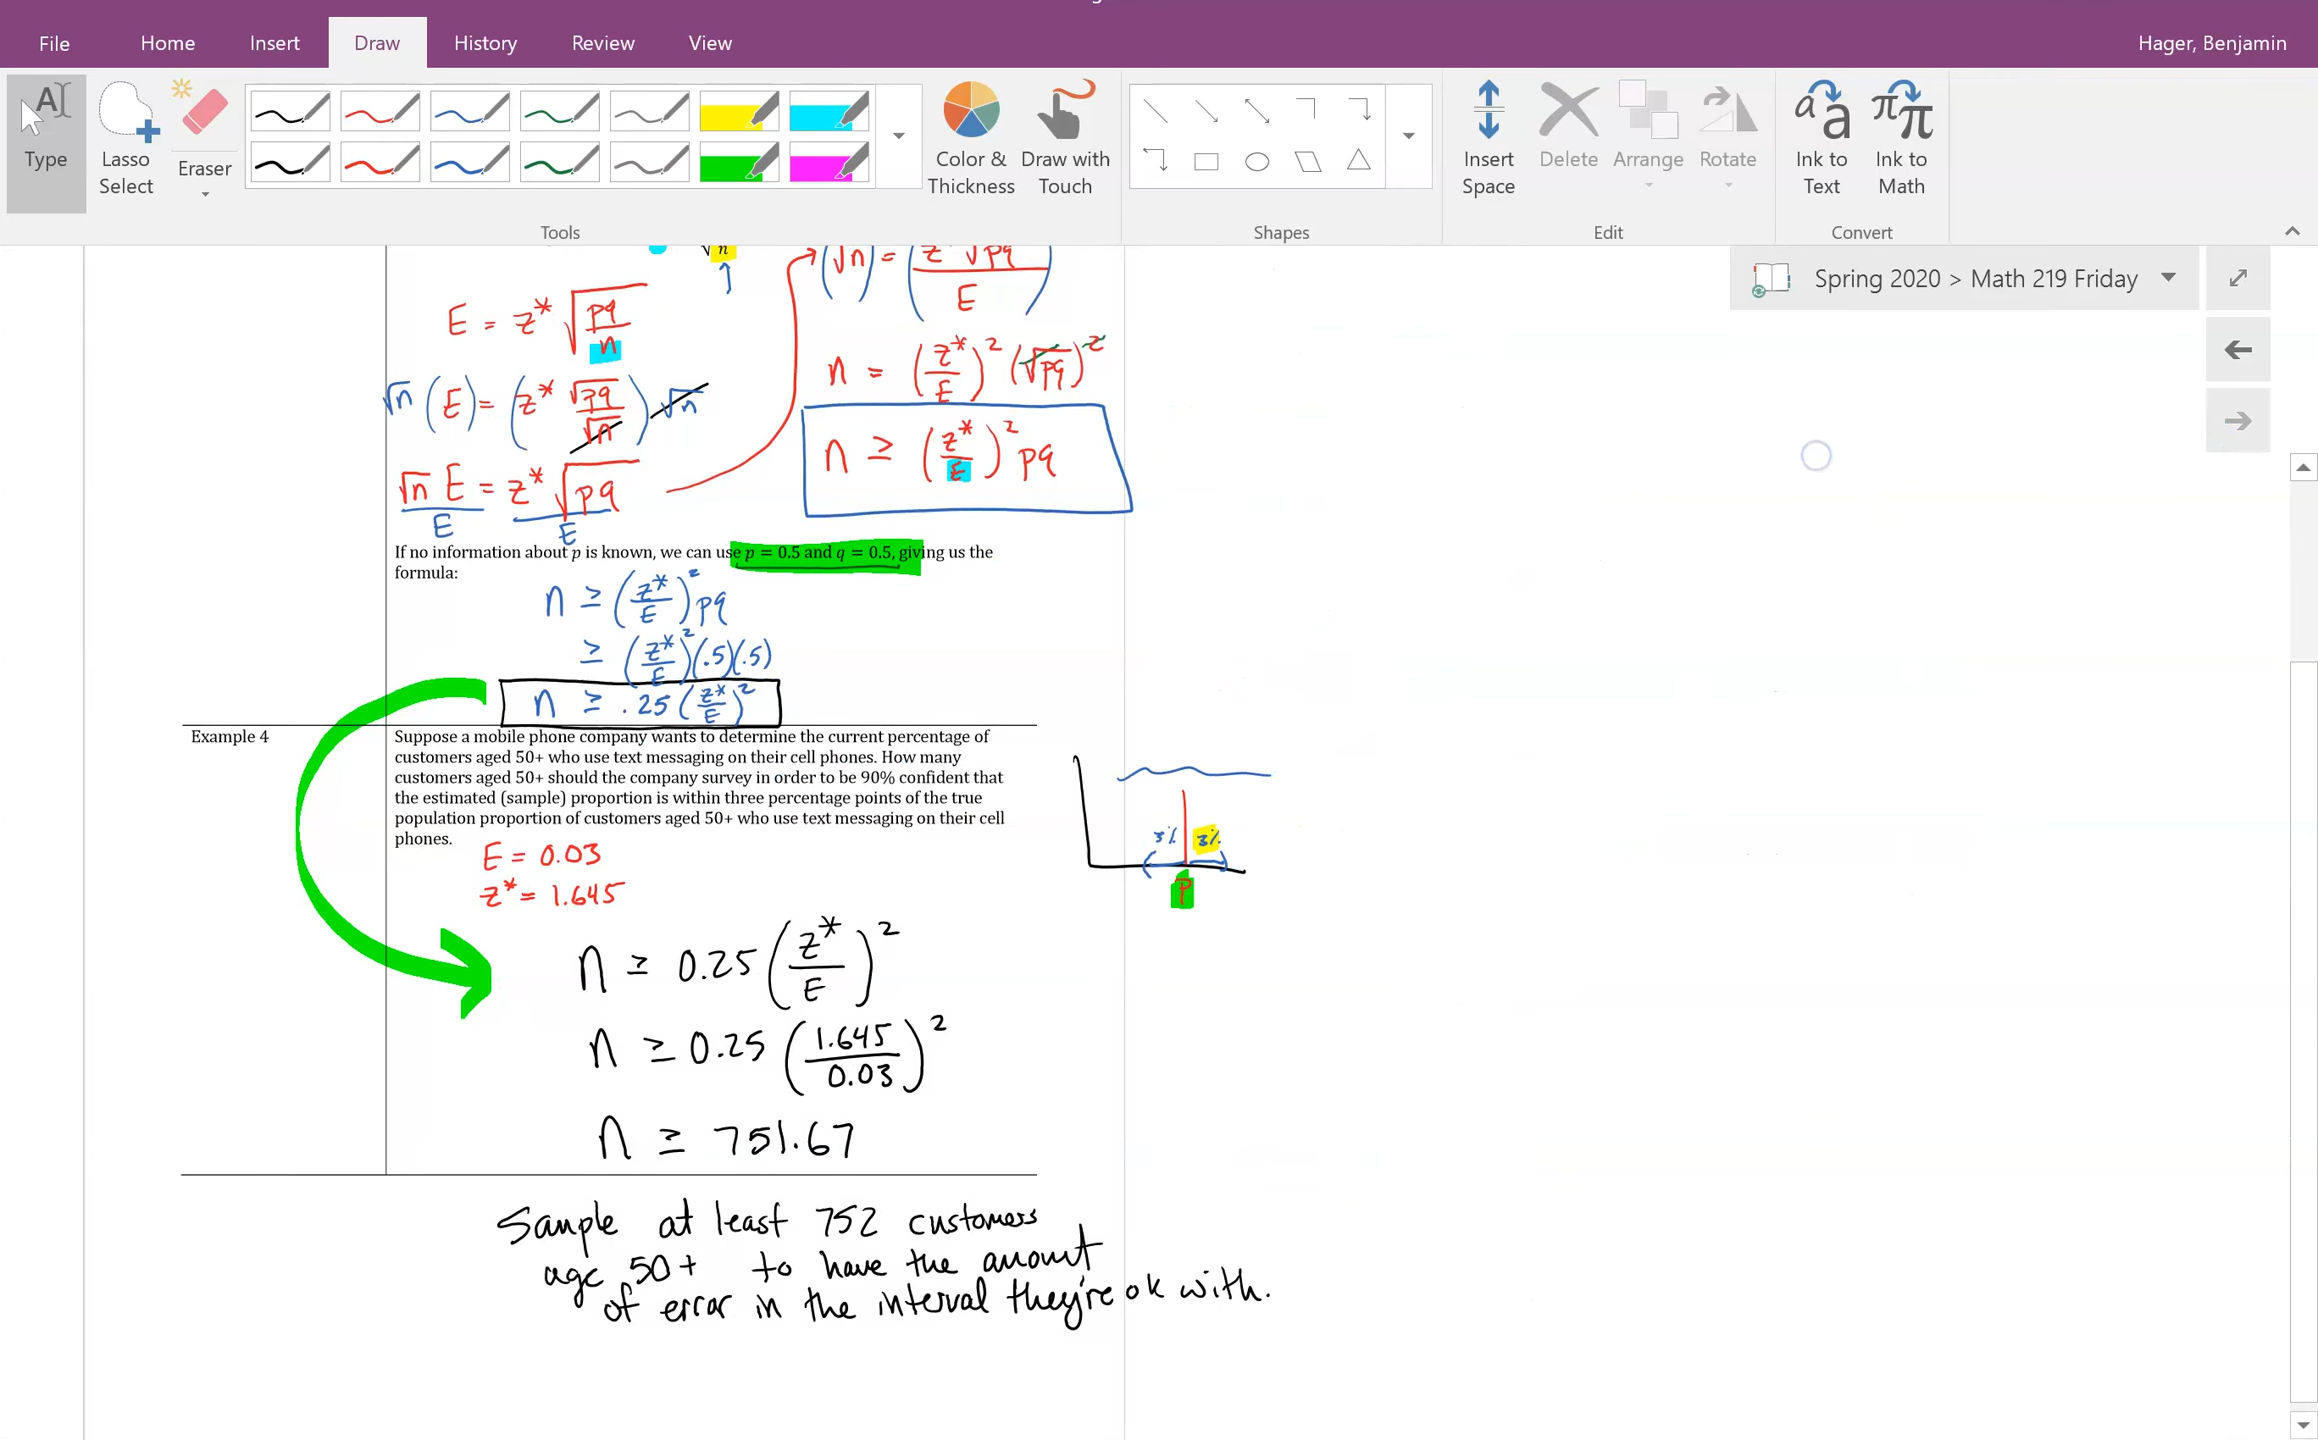 File Home Insert Draw History Review View Hager, Benjamin
Type
Lasso Select
Eraser
Color & Thickness
Draw with Touch
Insert Space
Delete
Arrange
Rotate
Ink to Text
Ink to Math
Tools Shapes Edit Convert
Spring 2020 > Math 219 Friday
√n
E = z* √(pq/n)
√n (E) = (z* √pq/√n) √n
√n E = z* √pq
E E
(√n) = (z* √pq / E)
n = (z*/E)² (√pq)²
n ≥ (z*/E)² pq
If no information about p is known, we can use p = 0.5 and q = 0.5, giving us the
formula:
n ≥ (z*/E)² pq
≥ (z*/E)² (.5)(.5)
n ≥ .25 (z*/E)²
Example 4
Suppose a mobile phone company wants to determine the current percentage of
customers aged 50+ who use text messaging on their cell phones. How many
customers aged 50+ should the company survey in order to be 90% confident that
the estimated (sample) proportion is within three percentage points of the true
population proportion of customers aged 50+ who use text messaging on their cell
phones.
E = 0.03
z* = 1.645
3% 3%
P
n ≥ 0.25 (z*/E)²
n ≥ 0.25 (1.645/0.03)²
n ≥ 751.67
Sample at least 752 customers
age 50+ to have the amount
of error in the interval they're ok with.